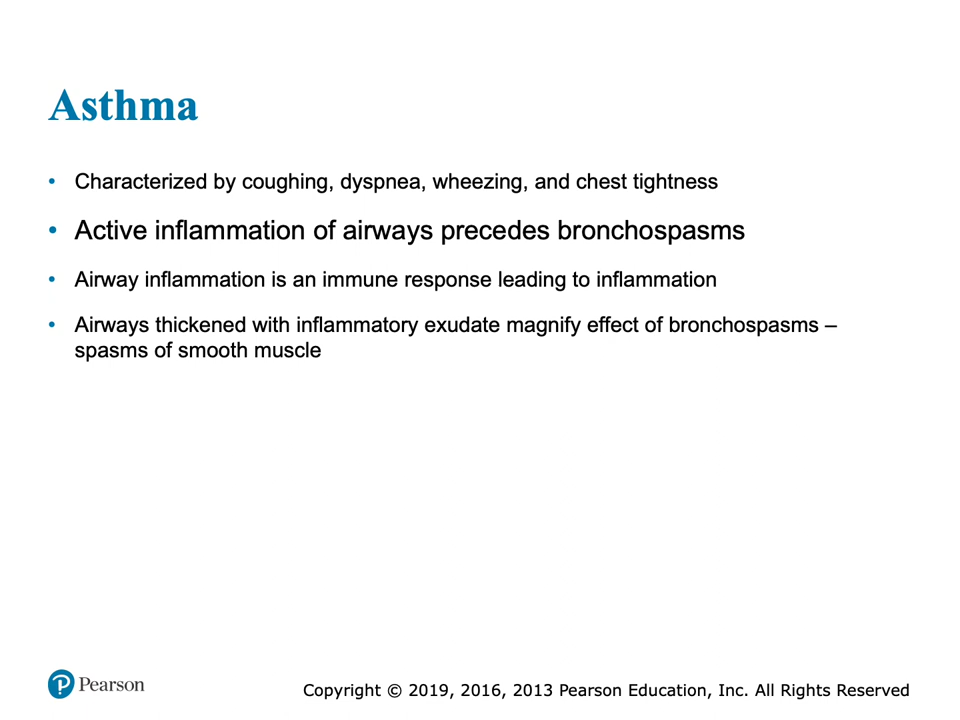 Asthma
• Characterized by coughing, dyspnea, wheezing, and chest tightness
• Active inflammation of airways precedes bronchospasms
• Airway inflammation is an immune response leading to inflammation
• Airways thickened with inflammatory exudate magnify effect of bronchospasms –
spasms of smooth muscle
Pearson
Copyright © 2019, 2016, 2013 Pearson Education, Inc. All Rights Reserved